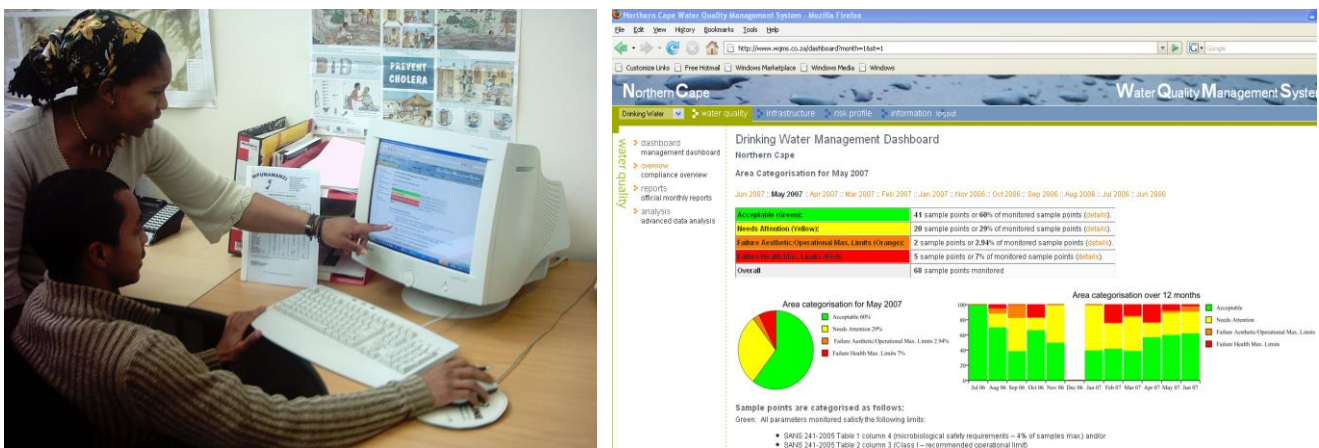 PREVENT
CHOLERA
MPUMAMANZI
Northern Cape Water Quality Management System - Mozilla Firefox
File Edit View History Bookmarks Tools Help
http://www.wqms.co.za/dashboard?month=1&st=1
Google
Customize Links Free Hotmail Windows Marketplace Windows Media Windows
Northern Cape
Water Quality Management System
Drinking Water water quality infrastructure risk profile information logout
water quality
dashboard
management dashboard
overview
compliance overview
reports
official monthly reports
analysis
advanced data analysis
Drinking Water Management Dashboard
Northern Cape
Area Categorisation for May 2007
Jun 2007 :: May 2007 :: Apr 2007 :: Mar 2007 :: Feb 2007 :: Jan 2007 :: Nov 2006 :: Oct 2006 :: Sep 2006 :: Aug 2006 :: Jul 2006 :: Jun 2006
Acceptable (Green): 41 sample points or 60% of monitored sample points (details).
Needs Attention (Yellow): 20 sample points or 29% of monitored sample points (details).
Failure Aesthetic/Operational Max. Limits (Orange): 2 sample points or 2.94% of monitored sample points (details).
Failure Health Max. Limits (Red): 5 sample points or 7% of monitored sample points (details).
Overall 68 sample points monitored
Area categorisation for May 2007
Acceptable 60%
Needs Attention 29%
Failure Aesthetic/Operational Max. Limits 2.94%
Failure Health Max. Limits 7%
Area categorisation over 12 months
100
80
60
40
20
0
Jul 06 Aug 06 Sep 06 Oct 06 Nov 06 Dec 06 Jan 07 Feb 07 Mar 07 Apr 07 May 07 Jun 07
Acceptable
Needs Attention
Failure Aesthetic/Operational Max. Limits
Failure Health Max. Limits
Sample points are categorised as follows:
Green: All parameters monitored satisfy the following limits:
SANS 241-2005 Table 1 column 4 (microbiological safety requirements – 4% of samples max.) and/or
SANS 241-2005 Table 2 column 3 (Class I – recommended operational limit)